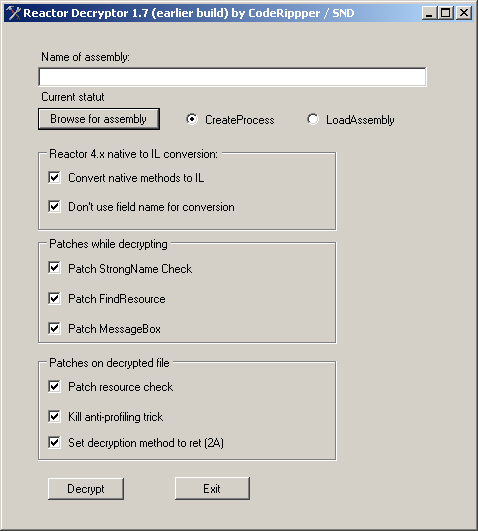 Reactor Decryptor 1.7 (earlier build) by CodeRippper / SND
Name of assembly:
Current statut
Browse for assembly CreateProcess LoadAssembly
Reactor 4.x native to IL conversion:
Convert native methods to IL
Don't use field name for conversion
Patches while decrypting
Patch StrongName Check
Patch FindResource
Patch MessageBox
Patches on decrypted file
Patch resource check
Kill anti-profiling trick
Set decryption method to ret (2A)
Decrypt Exit